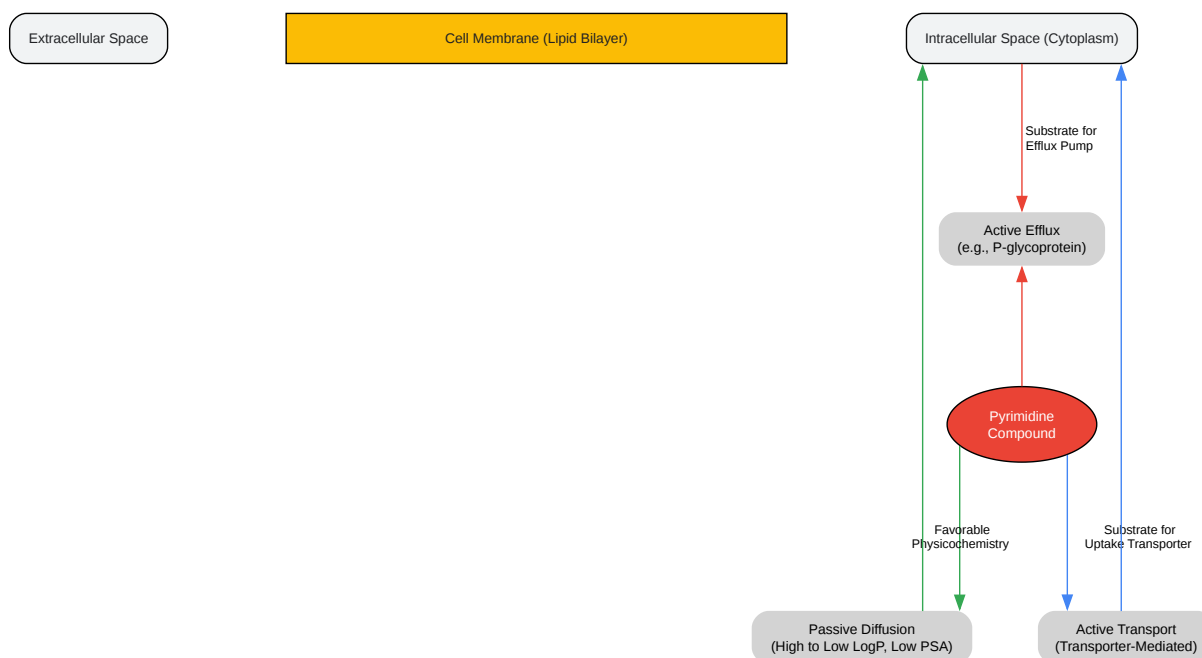 Extracellular Space
Cell Membrane (Lipid Bilayer)
Intracellular Space (Cytoplasm)
Substrate for
Efflux Pump
Active Efflux
(e.g., P-glycoprotein)
Pyrimidine
Compound
Favorable
Physicochemistry
Substrate for
Uptake Transporter
Passive Diffusion
(High to Low LogP, Low PSA)
Active Transport
(Transporter-Mediated)